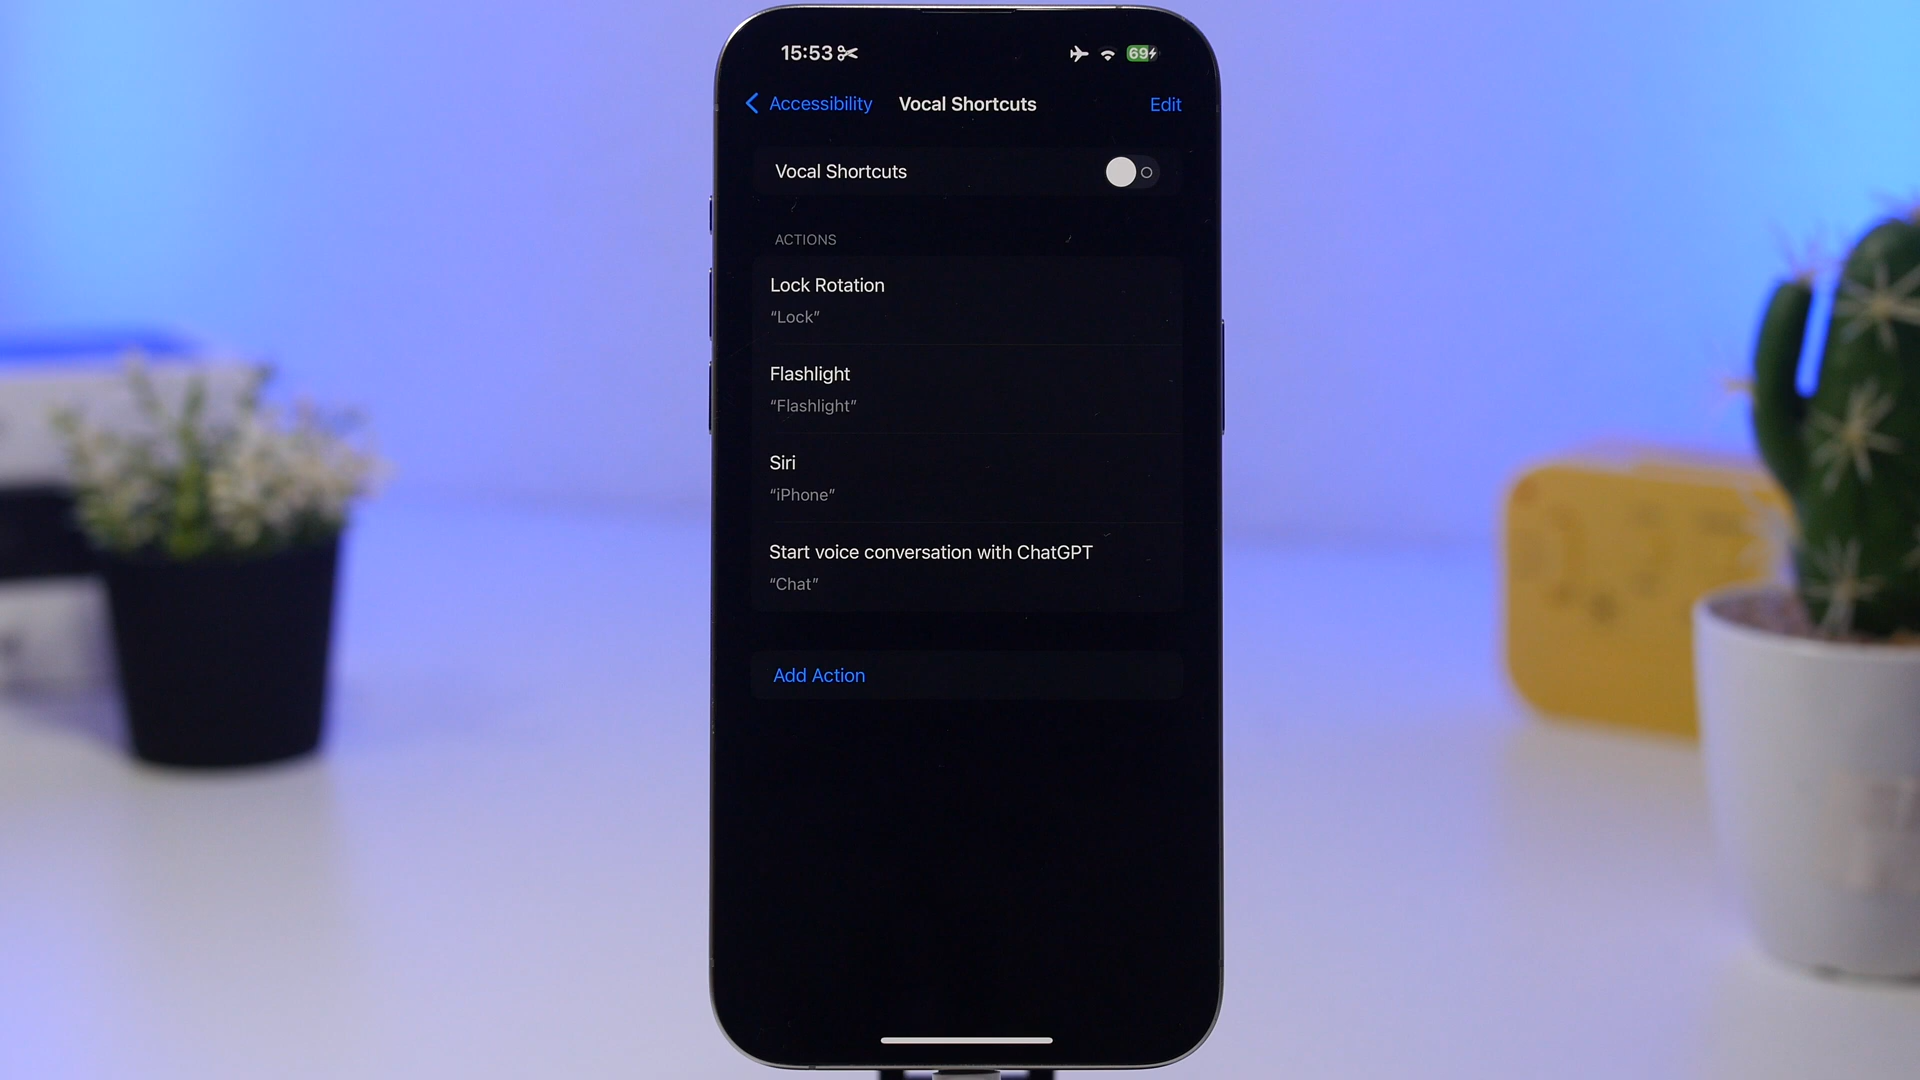 15:53
69
Accessibility
Vocal Shortcuts
Edit
Vocal Shortcuts
ACTIONS
Lock Rotation
“Lock”
Flashlight
“Flashlight”
Siri
“iPhone”
Start voice conversation with ChatGPT
“Chat”
Add Action